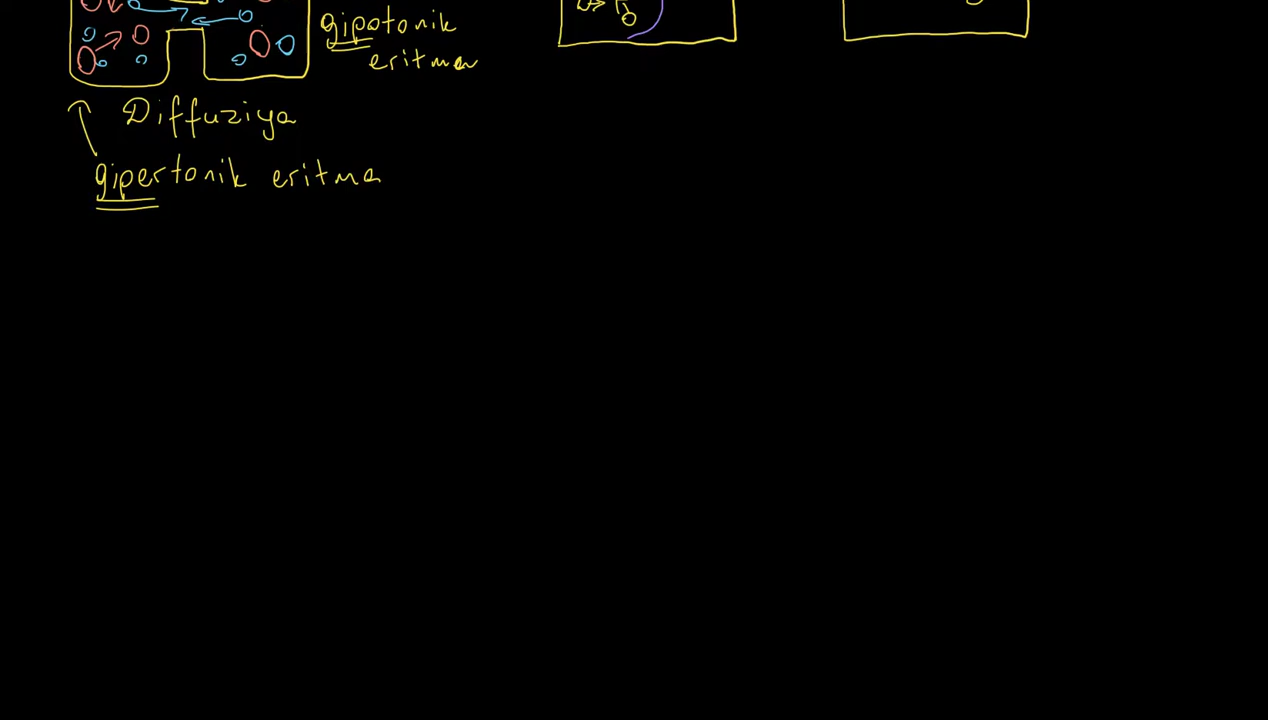 gipotonik
eritma
Diffuziya
gipertonik eritma